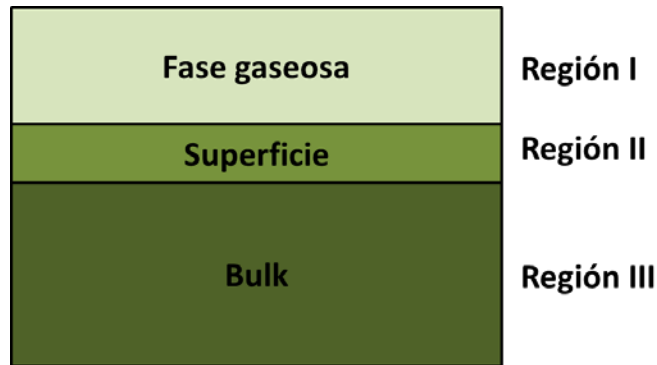 Fase gaseosa
Región I
Superficie
Región II
Bulk
Región III